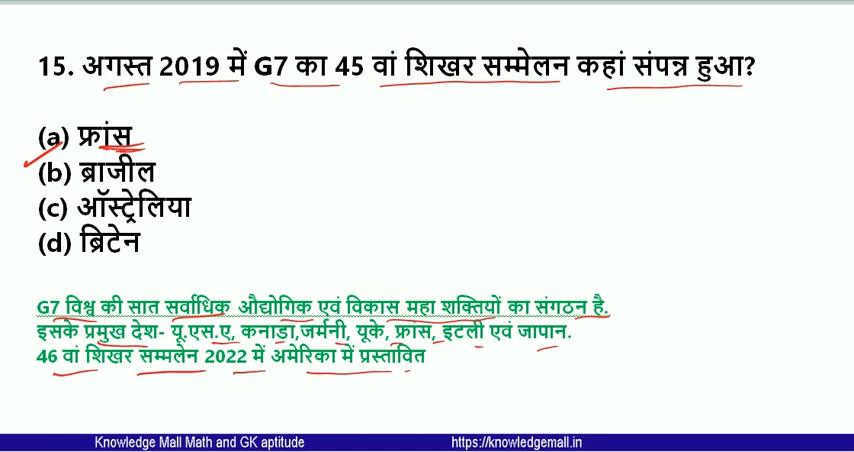 15. अगस्त 2019 में G7 का 45 वां शिखर सम्मेलन कहां संपन्न हुआ?
(a) फ्रांस
(b) ब्राजील
(c) ऑस्ट्रेलिया
(d) ब्रिटेन
G7 विश्व की सात सर्वाधिक औद्योगिक एवं विकास महा शक्तियों का संगठन है.
इसके प्रमुख देश- यू.एस.ए, कनाडा,जर्मनी, यूके, फ्रांस, इटली एवं जापान.
46 वां शिखर सम्मलेन 2022 में अमेरिका में प्रस्तावित
Knowledge Mall Math and GK aptitude https://knowledgemall.in